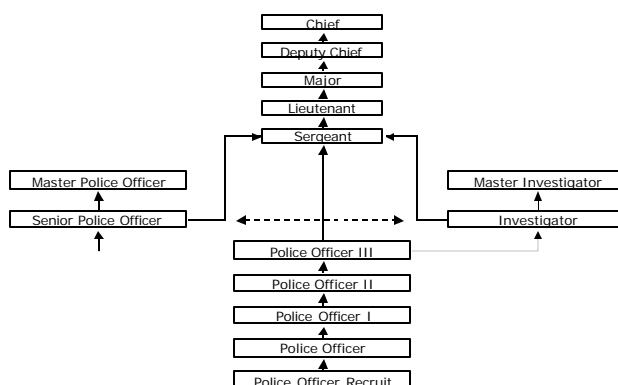 Chief
Deputy Chief
Major
Lieutenant
Sergeant
Master Police Officer
Master Investigator
Senior Police Officer
Investigator
Police Officer III
Police Officer II
Police Officer I
Police Officer
Police Officer Recruit